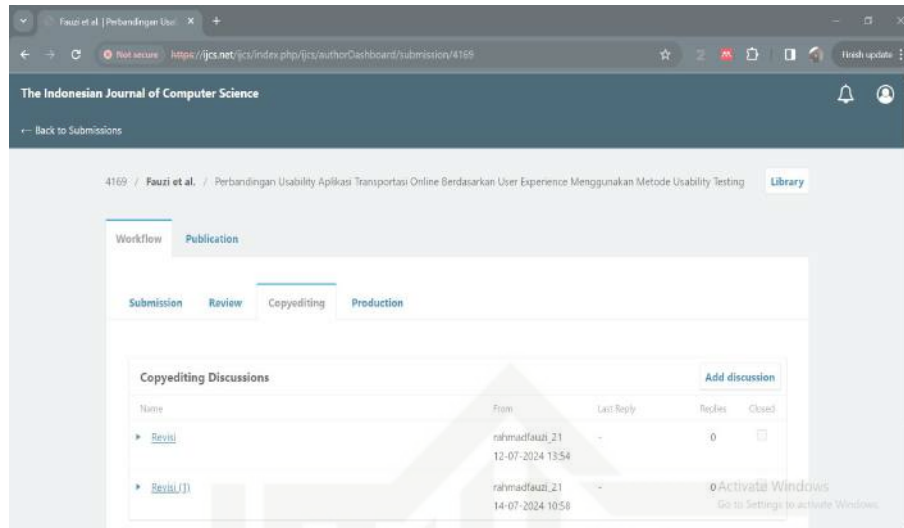 Fauzi et al | Perbandingan Usa
Not secure https://ijcs.net/ijcs/index.php/ijcs/authorDashboard/submission/4169
Finish update
The Indonesian Journal of Computer Science
← Back to Submissions
4169 / Fauzi et al. / Perbandingan Usability Aplikasi Transportasi Online Berdasarkan User Experience Menggunakan Metode Usability Testing Library
Workflow Publication
Submission Review Copyediting Production
Copyediting Discussions Add discussion
Name From Last Reply Replies Closed
Revisi rahmadfauzi_21 - 0
12-07-2024 13:54
Revisi (1) rahmadfauzi_21 - 0
14-07-2024 10:58
Activate Windows
Go to Settings to activate Windows.